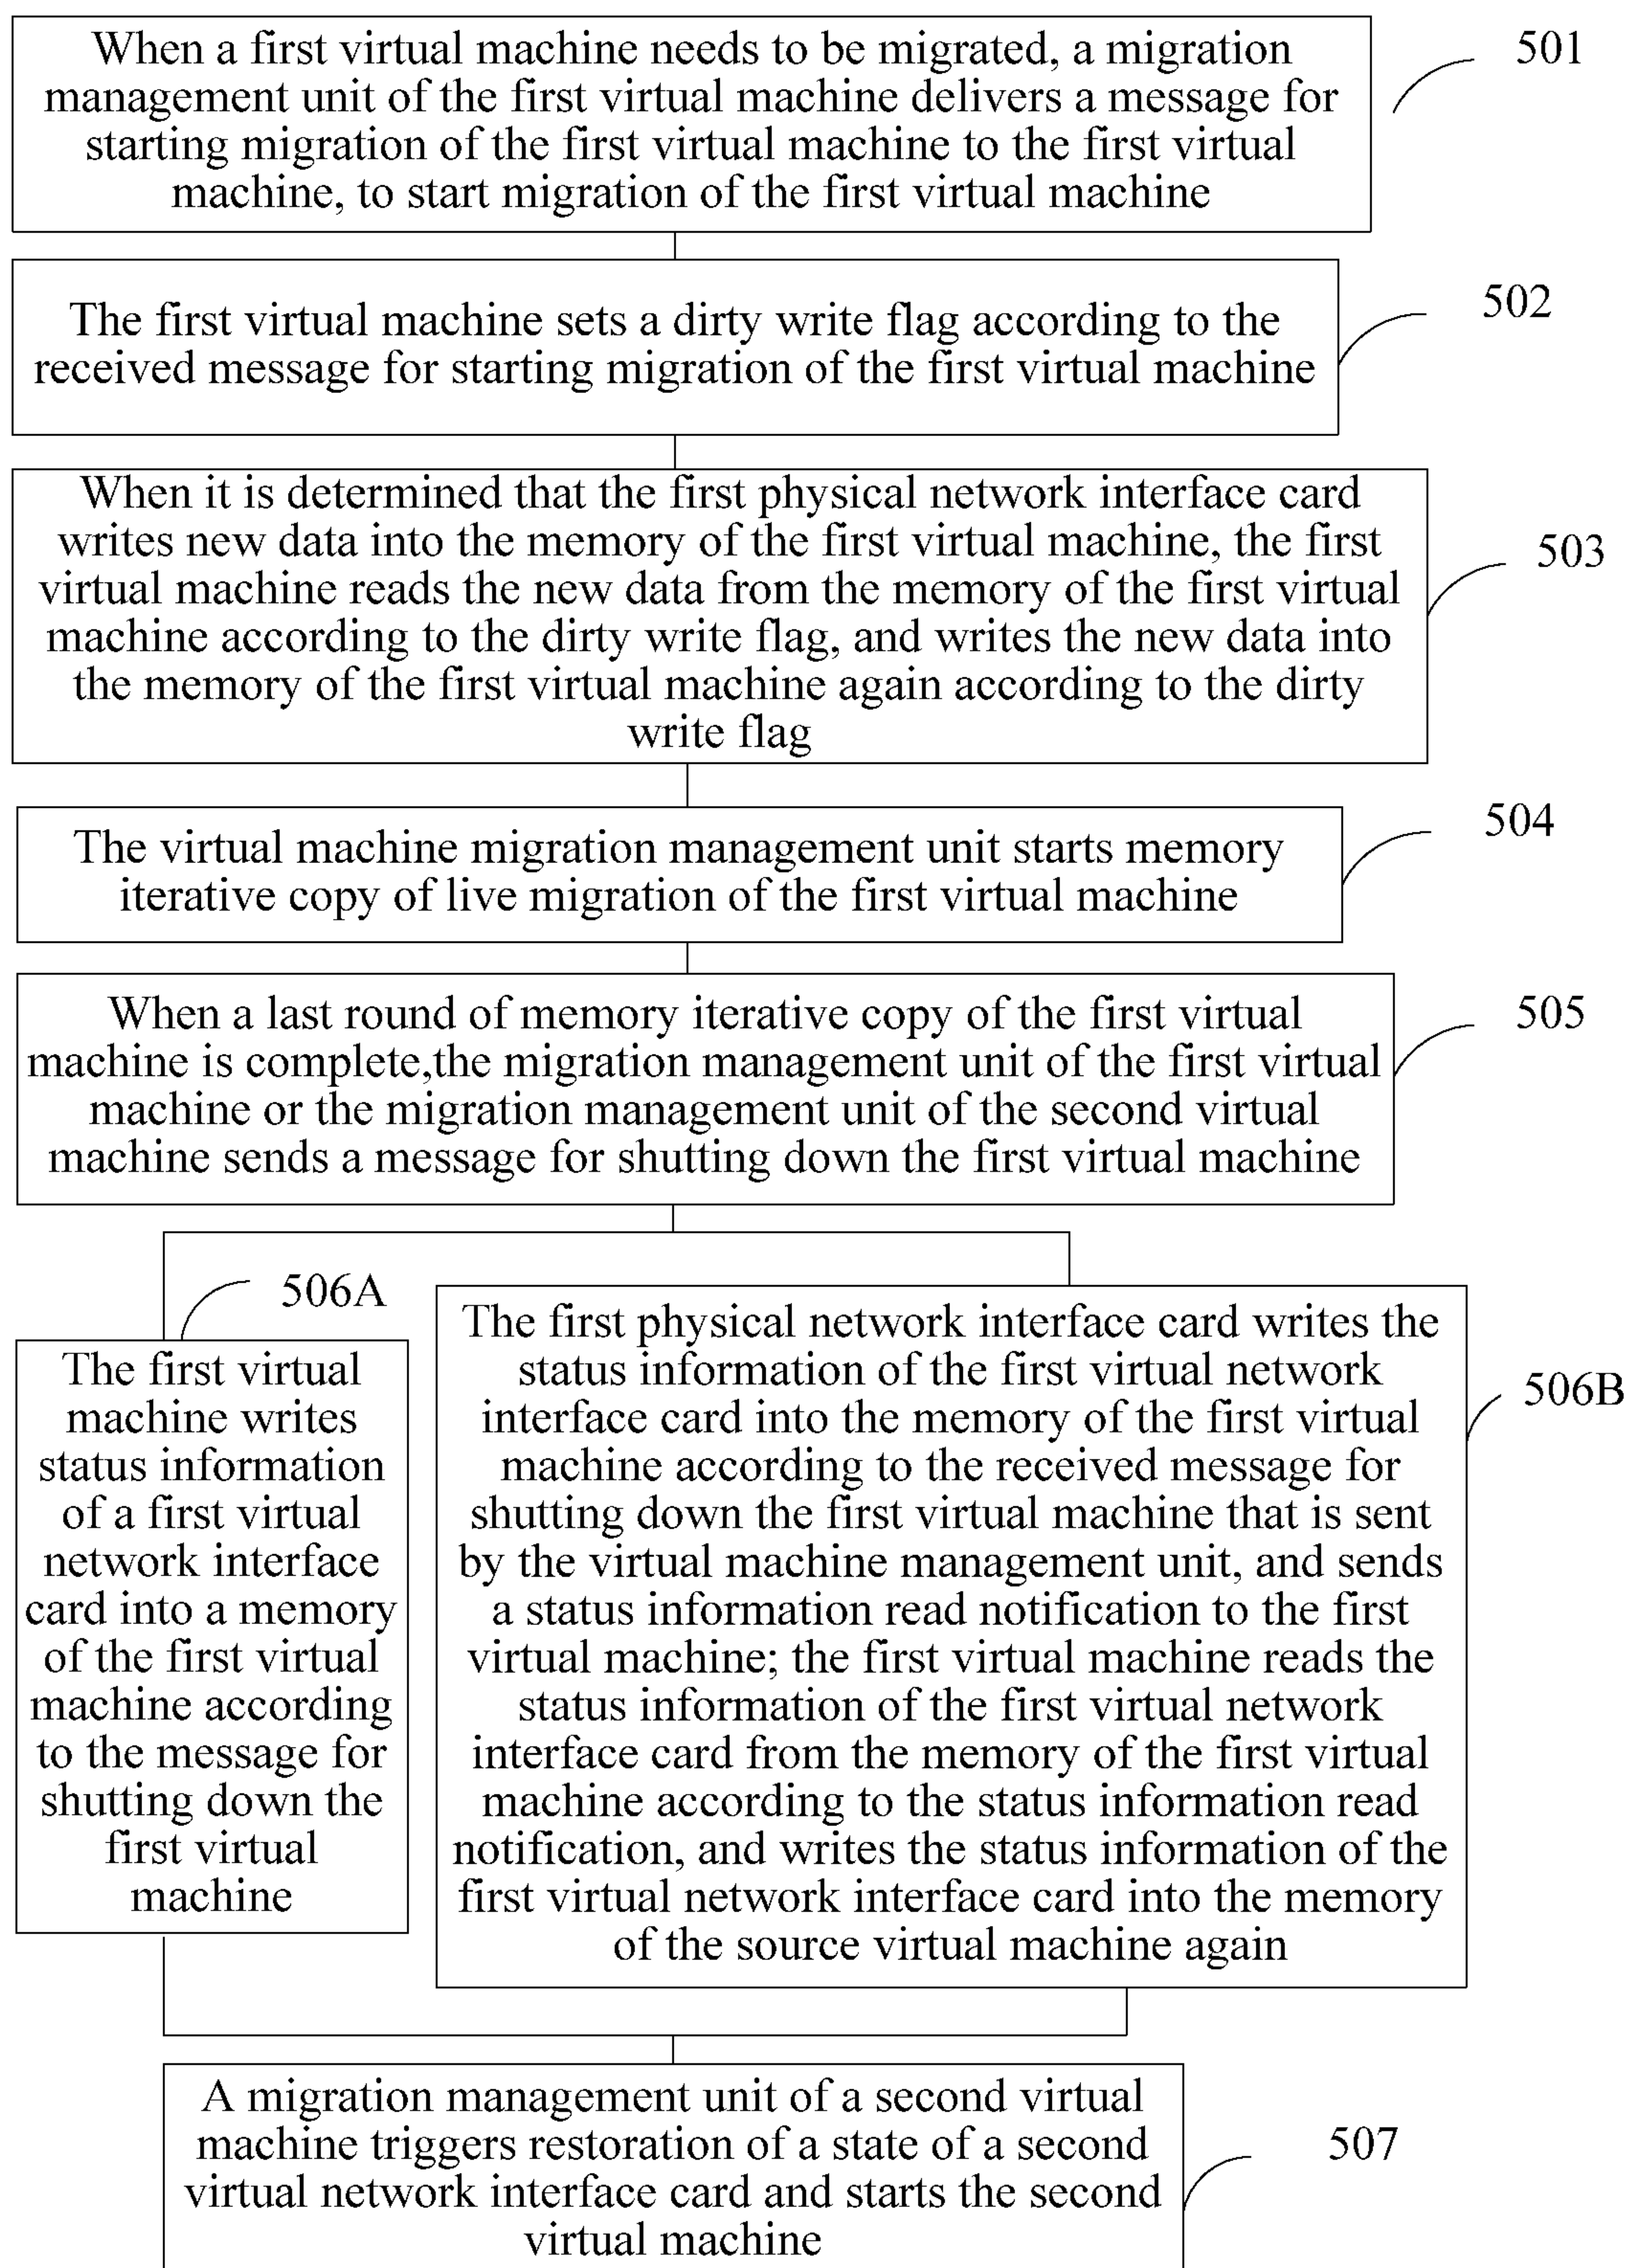 When a first virtual machine needs to be migrated, a migration
management unit of the first virtual machine delivers a message for
starting migration of the first virtual machine to the first virtual
machine, to start migration of the first virtual machine
501
The first virtual machine sets a dirty write flag according to the
received message for starting migration of the first virtual machine
502
When it is determined that the first physical network interface card
writes new data into the memory of the first virtual machine, the first
virtual machine reads the new data from the memory of the first virtual
machine according to the dirty write flag, and writes the new data into
the memory of the first virtual machine again according to the dirty
write flag
503
The virtual machine migration management unit starts memory
iterative copy of live migration of the first virtual machine
504
When a last round of memory iterative copy of the first virtual
machine is complete,the migration management unit of the first virtual
machine or the migration management unit of the second virtual
machine sends a message for shutting down the first virtual machine
505
506A
The first virtual
machine writes
status information
of a first virtual
network interface
card into a memory
of the first virtual
machine according
to the message for
shutting down the
first virtual
machine
The first physical network interface card writes the
status information of the first virtual network
interface card into the memory of the first virtual
machine according to the received message for
shutting down the first virtual machine that is sent
by the virtual machine management unit, and sends
a status information read notification to the first
virtual machine; the first virtual machine reads the
status information of the first virtual network
interface card from the memory of the first virtual
machine according to the status information read
notification, and writes the status information of the
first virtual network interface card into the memory
of the source virtual machine again
506B
A migration management unit of a second virtual
machine triggers restoration of a state of a second
virtual network interface card and starts the second
virtual machine
507